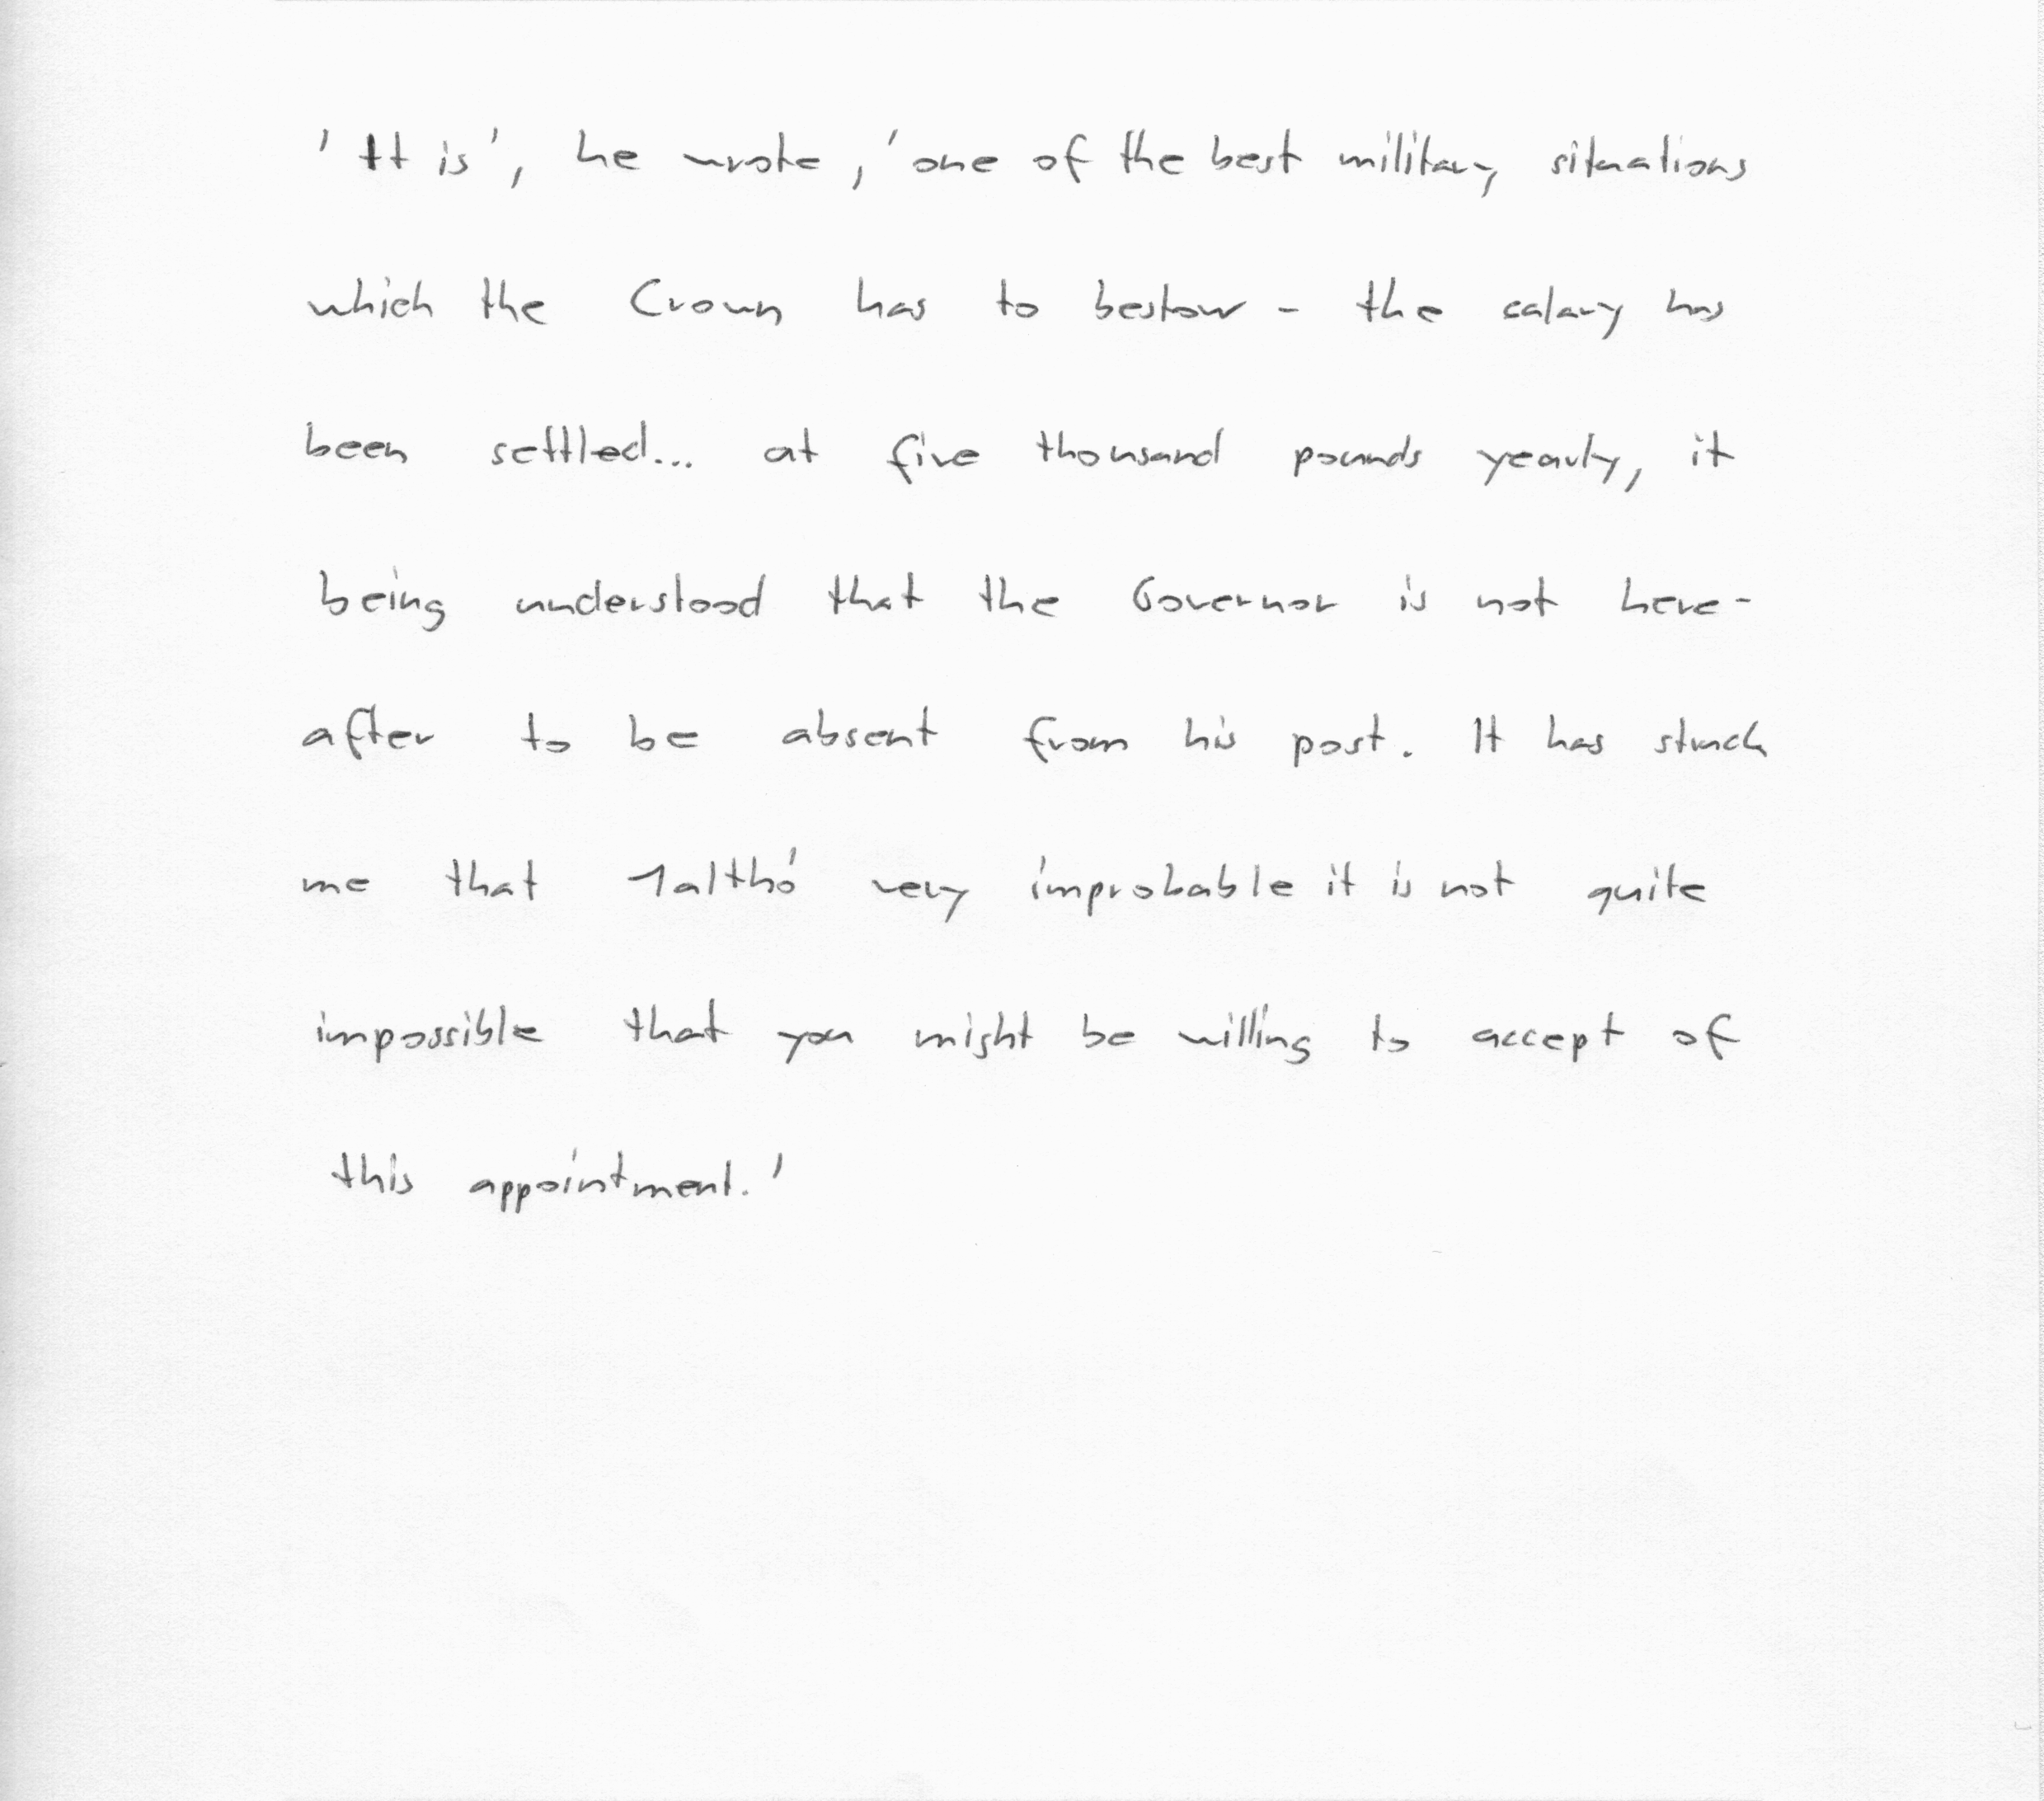 'It is', he wrote, 'one of the best military situations
which the Crown has to bestow - the salary has
been settled... at five thousand pounds yearly, it
being understood that the Governor is not here-
after to be absent from his post. It has struck
me that altho' very improbable it is not quite
impossible that you might be willing to accept of
this appointment.'